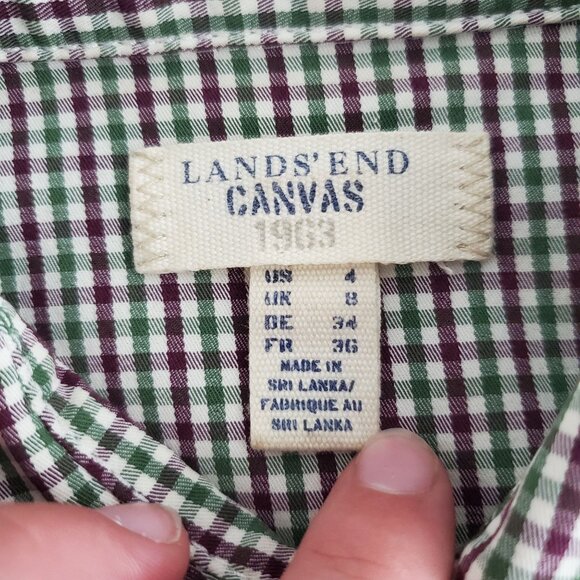 LANDS' END
CANVAS
1963
US 4
UK 8
DE 34
FR 36
MADE IN
SRI LANKA/
FABRIQUE AU
SRI LANKA